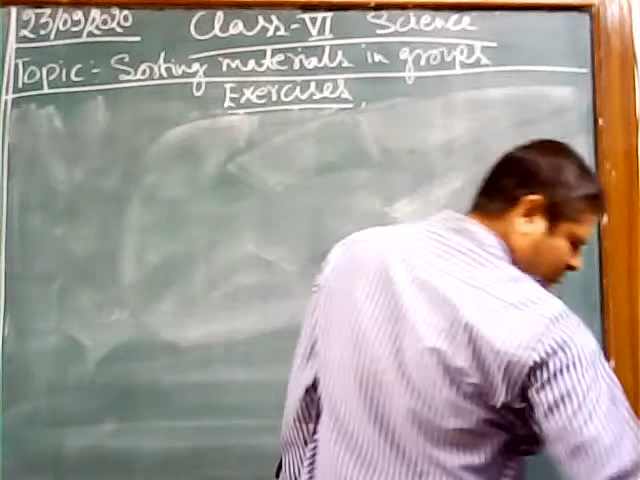 23/09/2020 Class-VI Science
Topic:- Sorting materials in groups
Exercises